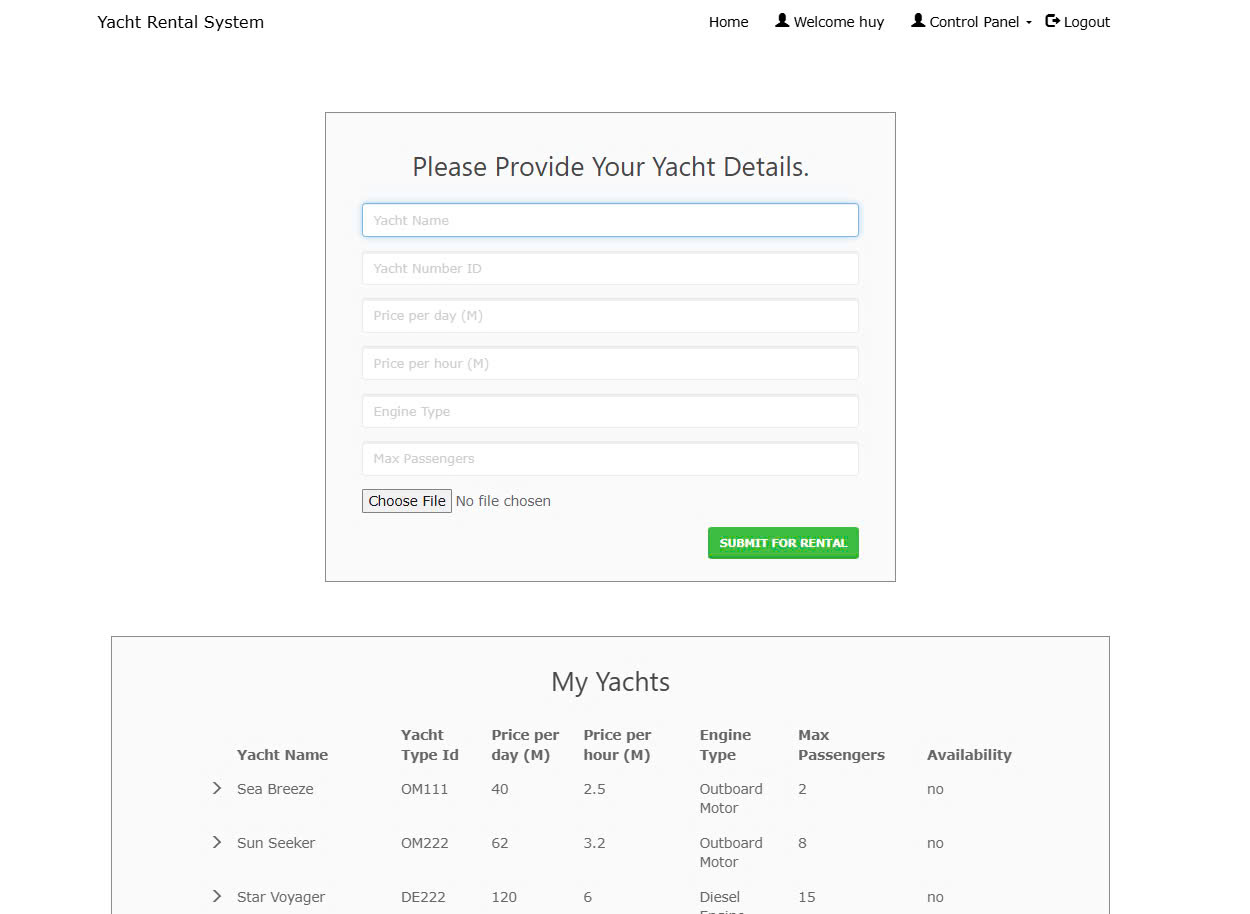 Yacht Rental System Home Welcome huy Control Panel Logout
Please Provide Your Yacht Details.
Yacht Name
Yacht Number ID
Price per day (M)
Price per hour (M)
Engine Type
Max Passengers
Choose File No file chosen
SUBMIT FOR RENTAL
My Yachts
Yacht Name Yacht Type Id Price per day (M) Price per hour (M) Engine Type Max Passengers Availability
Sea Breeze OM111 40 2.5 Outboard Motor 2 no
Sun Seeker OM222 62 3.2 Outboard Motor 8 no
Star Voyager DE222 120 6 Diesel Engine 15 no